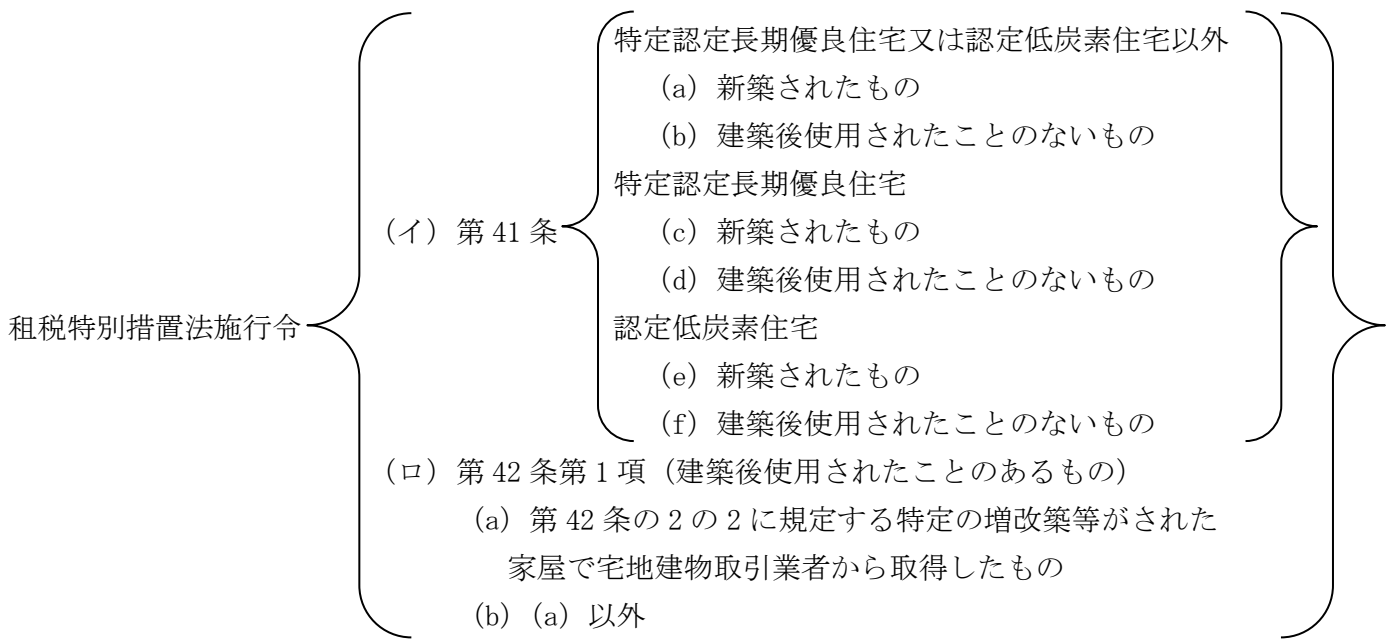 特定認定長期優良住宅又は認定低炭素住宅以外
(a) 新築されたもの
(b) 建築後使用されたことのないもの
特定認定長期優良住宅
(イ) 第 41 条
(c) 新築されたもの
(d) 建築後使用されたことのないもの
租税特別措置法施行令
認定低炭素住宅
(e) 新築されたもの
(f) 建築後使用されたことのないもの
(ロ) 第 42 条第 1 項（建築後使用されたことのあるもの）
(a) 第 42 条の 2 の 2 に規定する特定の増改築等がされた
家屋で宅地建物取引業者から取得したもの
(b) (a) 以外